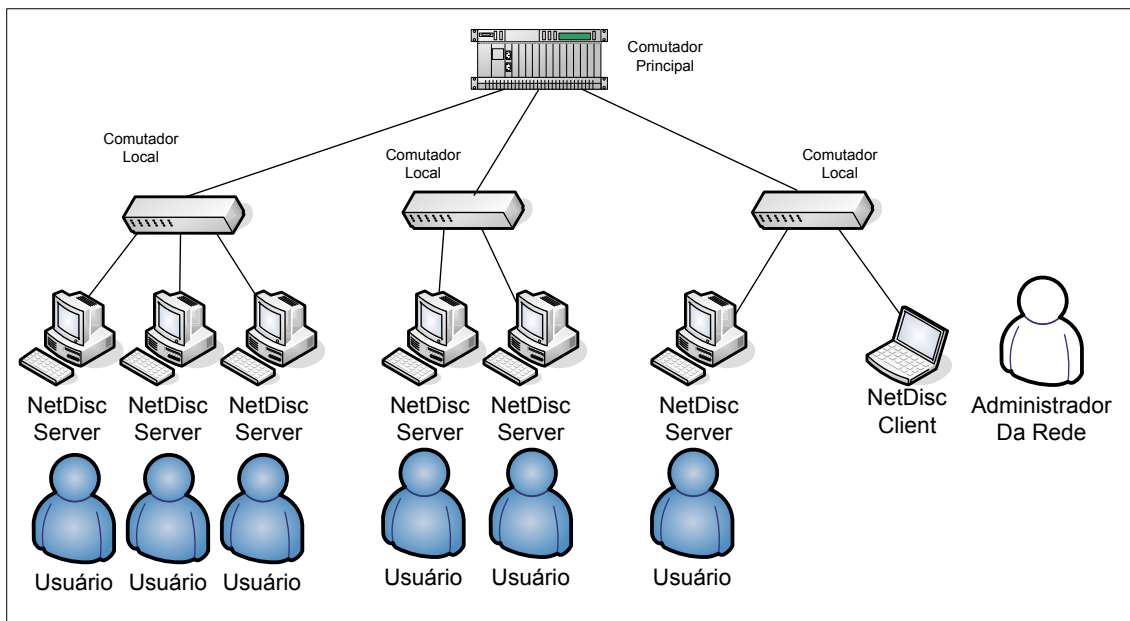 Comutador
Principal
Comutador
Local
Comutador
Local
Comutador
Local
NetDisc
Server
NetDisc
Server
NetDisc
Server
NetDisc
Server
NetDisc
Server
NetDisc
Server
NetDisc
Client
Administrador
Da Rede
Usuário
Usuário
Usuário
Usuário
Usuário
Usuário